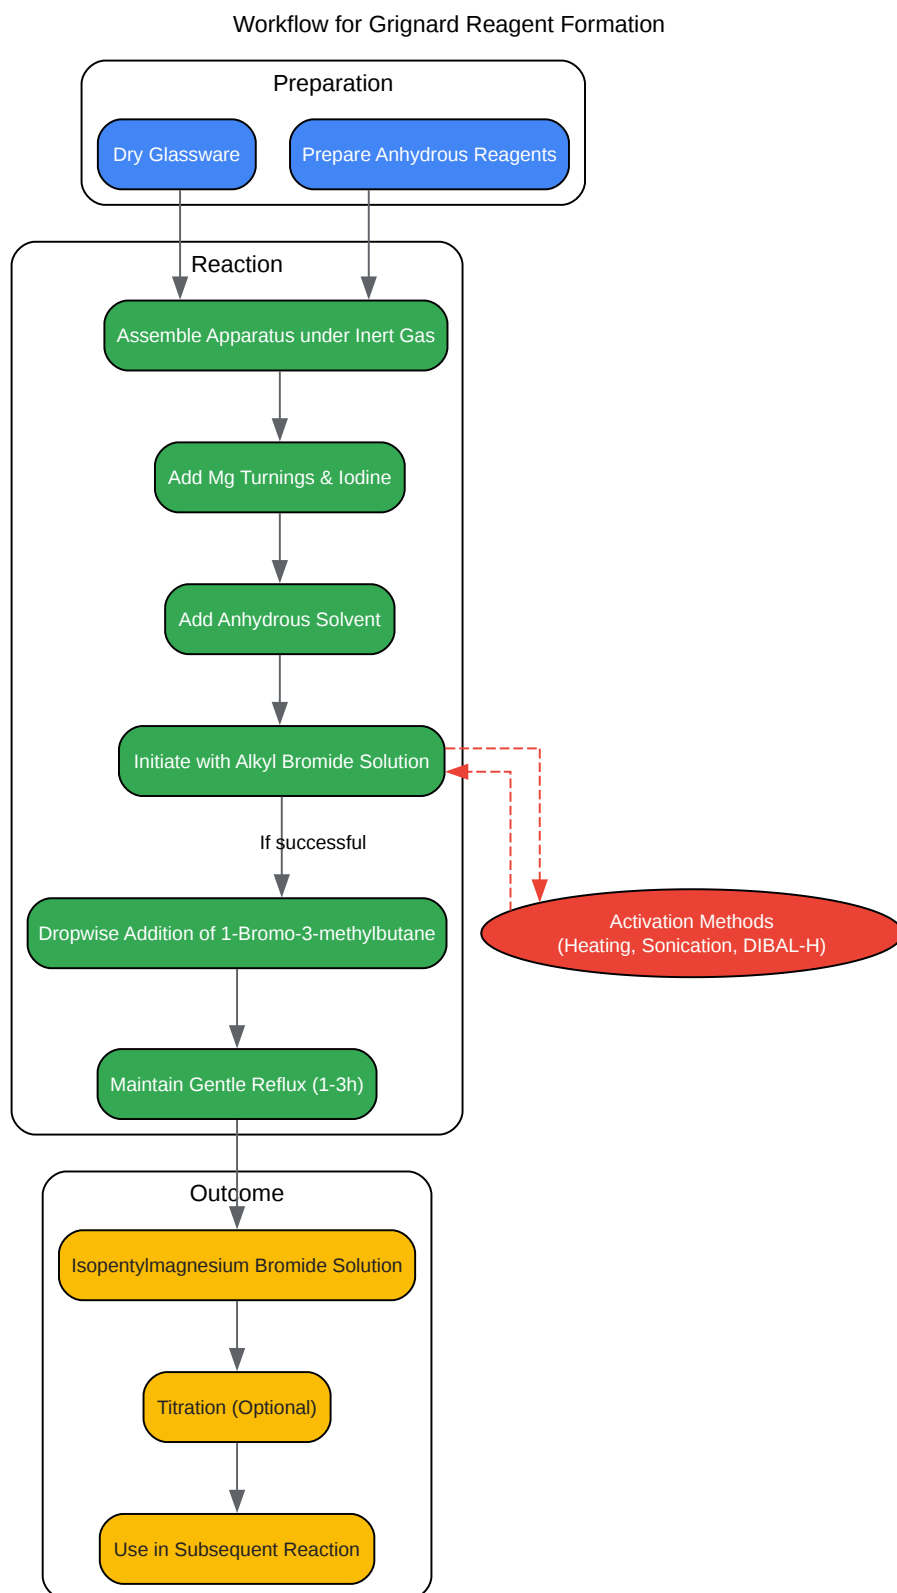 Workflow for Grignard Reagent Formation
Preparation
Dry Glassware
Prepare Anhydrous Reagents
Reaction
Assemble Apparatus under Inert Gas
Add Mg Turnings & Iodine
Add Anhydrous Solvent
Initiate with Alkyl Bromide Solution
If successful
Dropwise Addition of 1-Bromo-3-methylbutane
Activation Methods
(Heating, Sonication, DIBAL-H)
Maintain Gentle Reflux (1-3h)
Outcome
Isopentylmagnesium Bromide Solution
Titration (Optional)
Use in Subsequent Reaction